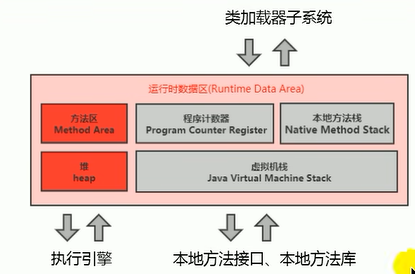 类加载器子系统
运行时数据区(Runtime Data Area)
方法区
Method Area
程序计数器
Program Counter Register
本地方法栈
Native Method Stack
堆
heap
虚拟机栈
Java Virtual Machine Stack
执行引擎
本地方法接口、本地方法库